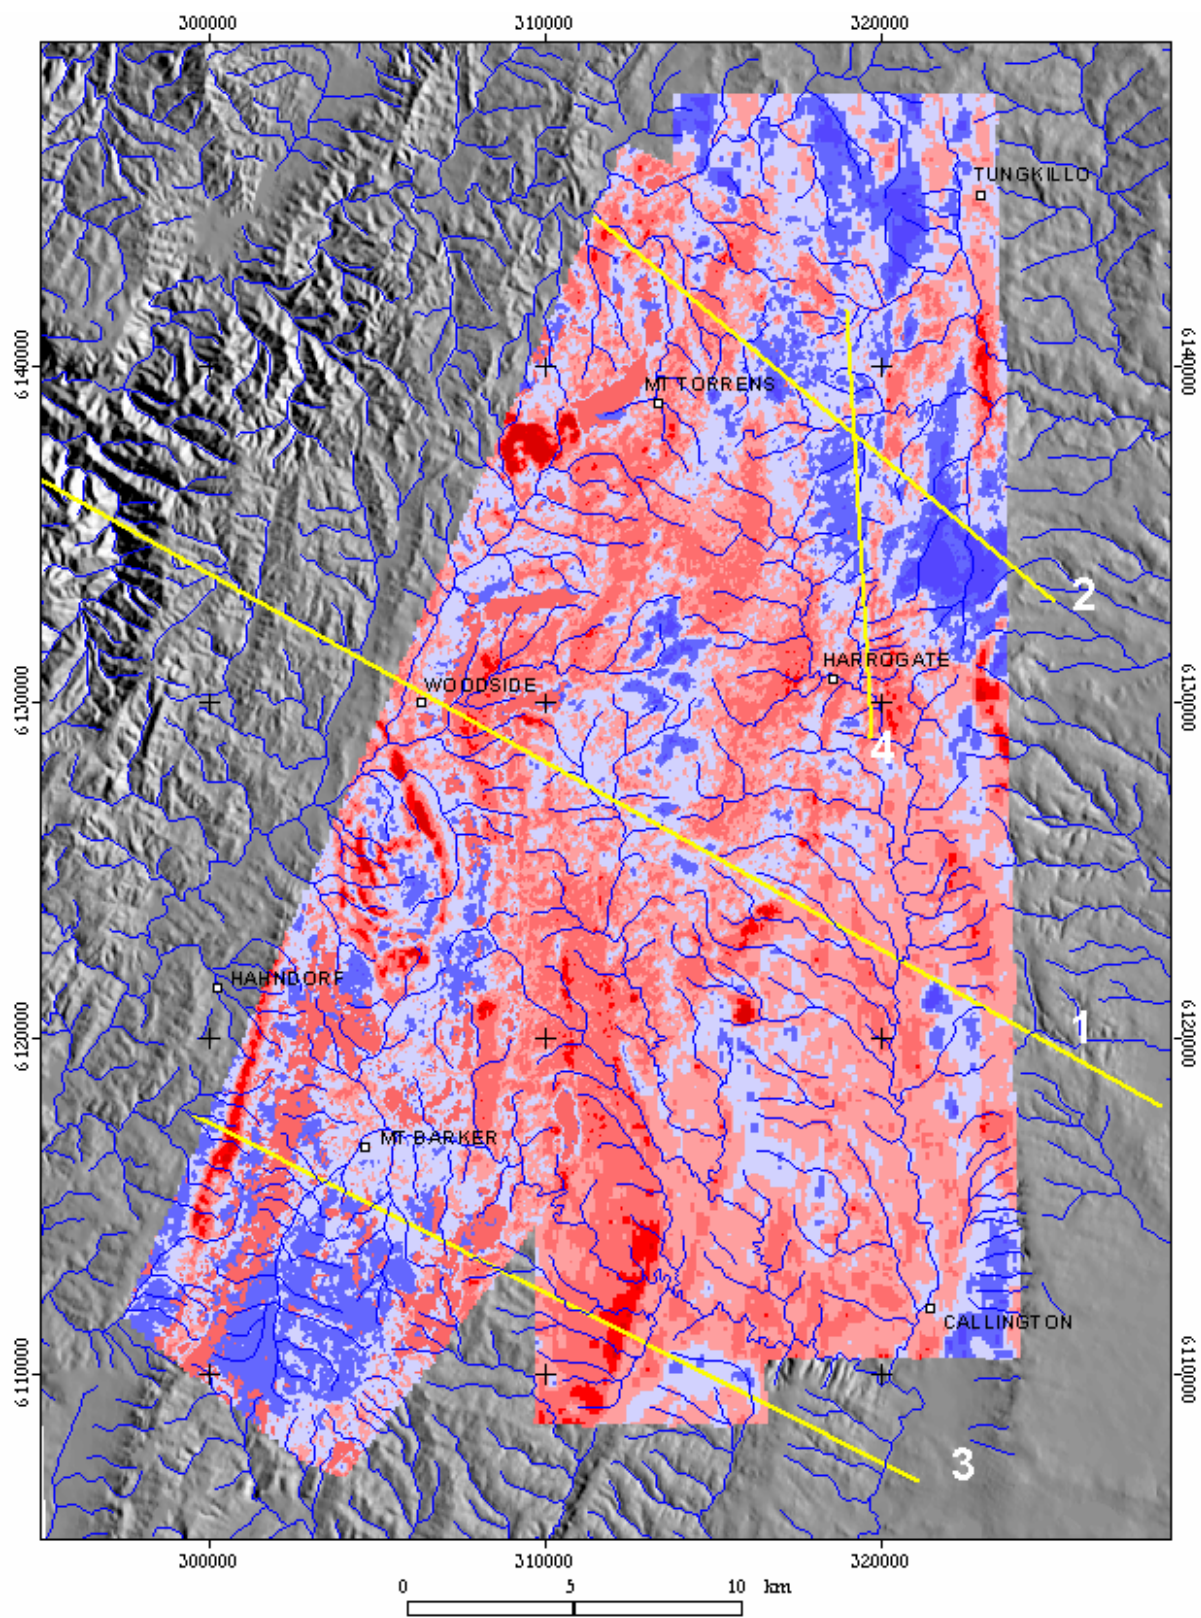 300000 310000 320000
TUNGKILLO
6140000 6140000
MT TORRENS
2
HARROGATE
WOODSIDE
6130000 6130000
4
HAHNDORF
1
6120000 6120000
MT BARKER
CALLINGTON
6110000 6110000
3
300000 310000 320000
0 5 10 km